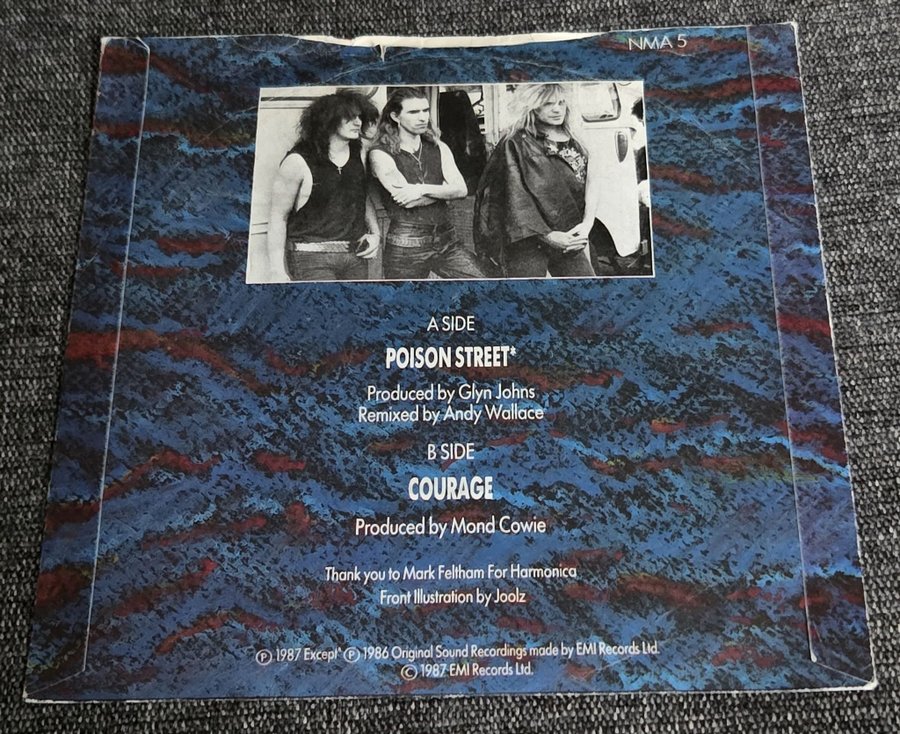 NMA 5
A SIDE
POISON STREET*
Produced by Glyn Johns
Remixed by Andy Wallace
B SIDE
COURAGE
Produced by Mond Cowie
Thank you to Mark Feltham For Harmonica
Front Illustration by Joolz
℗ 1987 Except* ℗ 1986 Original Sound Recordings made by EMI Records Ltd.
© 1987 EMI Records Ltd.